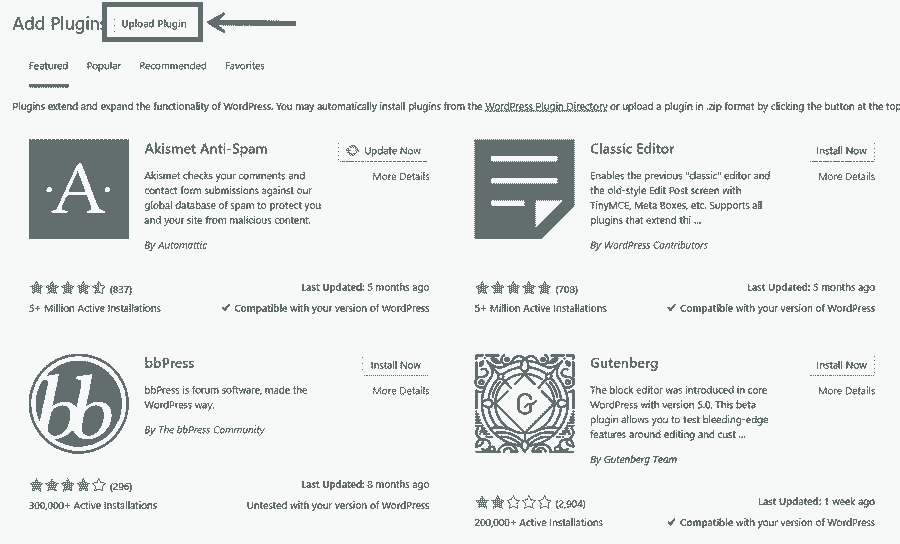 Add Plugins Upload Plugin
Featured Popular Recommended Favorites
Plugins extend and expand the functionality of WordPress. You may automatically install plugins from the WordPress Plugin Directory or upload a plugin in .zip format by clicking the button at the top
A
Akismet Anti-Spam
Update Now
More Details
Akismet checks your comments and
contact form submissions against our
global database of spam to protect you
and your site from malicious content.
By Automattic
(837)
Last Updated: 5 months ago
5+ Million Active Installations
Compatible with your version of WordPress
Classic Editor
Install Now
More Details
Enables the previous "classic" editor and
the old-style Edit Post screen with
TinyMCE, Meta Boxes, etc. Supports all
plugins that extend thi ...
By WordPress Contributors
(708)
Last Updated: 5 months ago
5+ Million Active Installations
Compatible with your version of WordPress
bb
bbPress
Install Now
More Details
bbPress is forum software, made the
WordPress way.
By The bbPress Community
(296)
Last Updated: 8 months ago
300,000+ Active Installations
Untested with your version of WordPress
G
Gutenberg
Install Now
More Details
The block editor was introduced in core
WordPress with version 5.0. This beta
plugin allows you to test bleeding-edge
features around editing and cust ...
By Gutenberg Team
(2,904)
Last Updated: 1 week ago
200,000+ Active Installations
Compatible with your version of WordPress